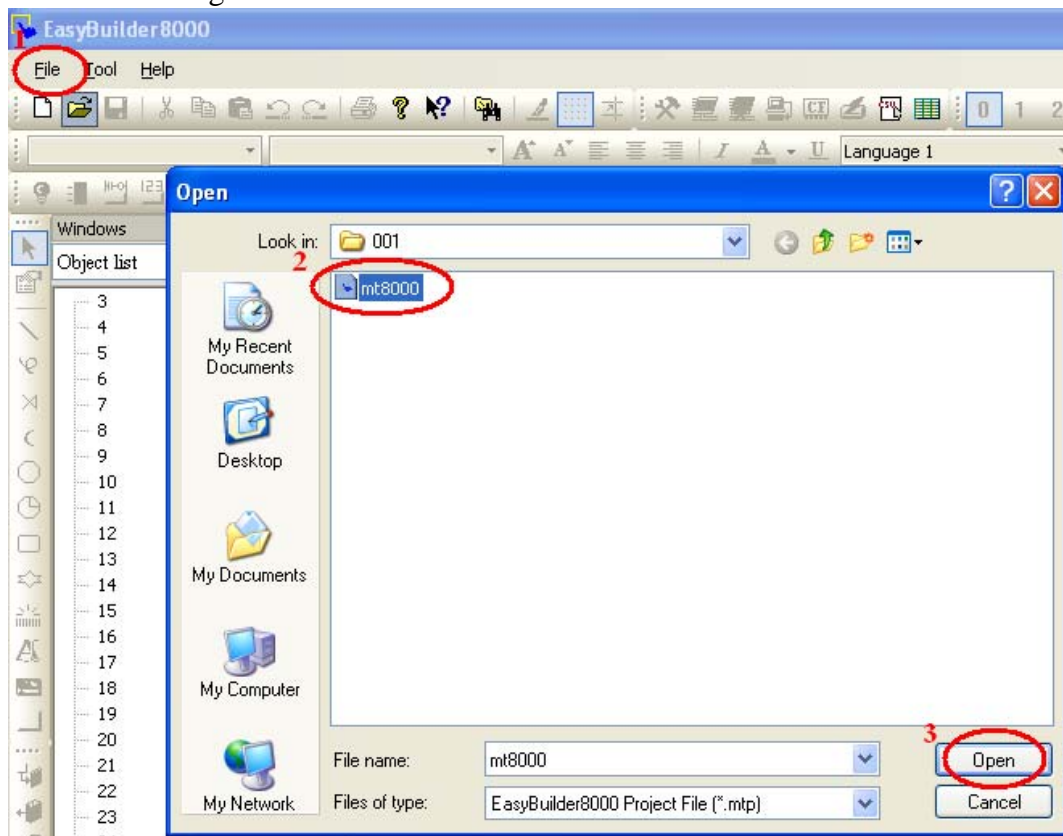 EasyBuilder8000
1
File Tool Help
0 1 2
Language 1
Open
Windows
Look in: 001
Object list
2
mt8000
3
4
5
6
7
8
9
10
11
12
13
14
15
16
17
18
19
20
21
22
23
My Recent Documents
Desktop
My Documents
My Computer
My Network
File name: mt8000
3
Open
Files of type: EasyBuilder8000 Project File (*.mtp)
Cancel